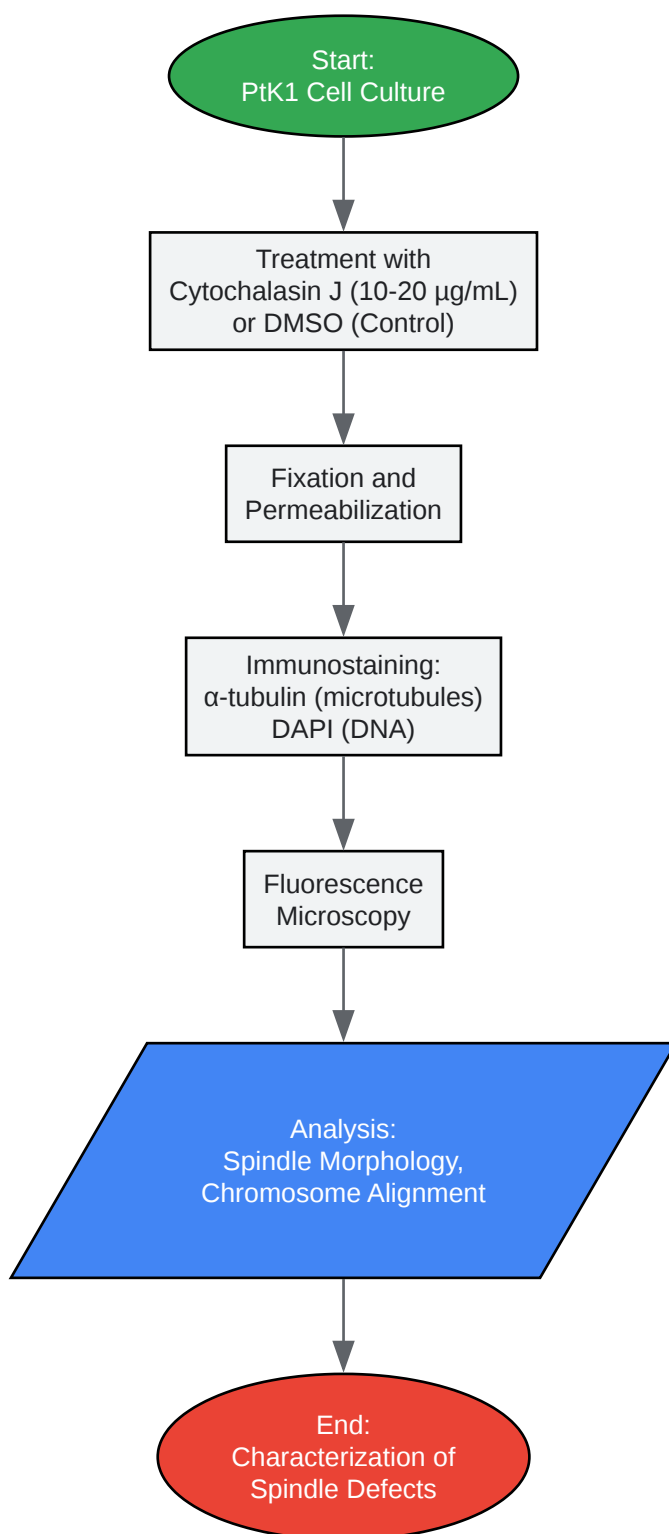 Start:
PtK1 Cell Culture
Treatment with
Cytochalasin J (10-20 µg/mL)
or DMSO (Control)
Fixation and
Permeabilization
Immunostaining:
α-tubulin (microtubules)
DAPI (DNA)
Fluorescence
Microscopy
Analysis:
Spindle Morphology,
Chromosome Alignment
End:
Characterization of
Spindle Defects